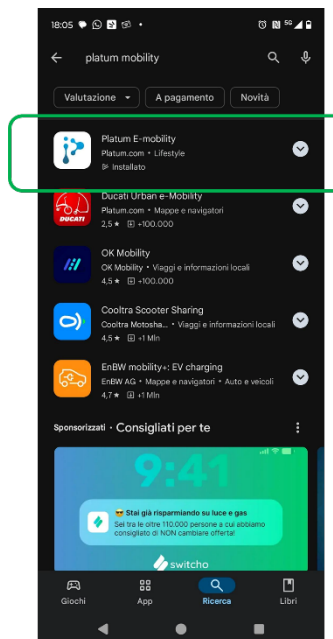 18:05
5G
platum mobility
Valutazione
A pagamento
Novità
Platum E-mobility
Platum.com • Lifestyle
Installato
DUCATI
Ducati Urban e-Mobility
Platum.com • Mappe e navigatori
2,5 ★ +100.000
OK Mobility
OK Mobility • Viaggi e informazioni locali
4,5 ★ +100.000
Cooltra Scooter Sharing
Cooltra Motosha... • Viaggi e informazioni locali
4,5 ★ +1 Mln
EnBW mobility+: EV charging
EnBW AG • Mappe e navigatori • Auto e veicoli
4,7 ★ +1 Mln
Sponsorizzati • Consigliati per te
9:41
Stai già risparmiando su luce e gas
Sei tra le oltre 110.000 persone a cui abbiamo
consigliato di NON cambiare offerta!
switcho
Giochi
App
Ricerca
Libri